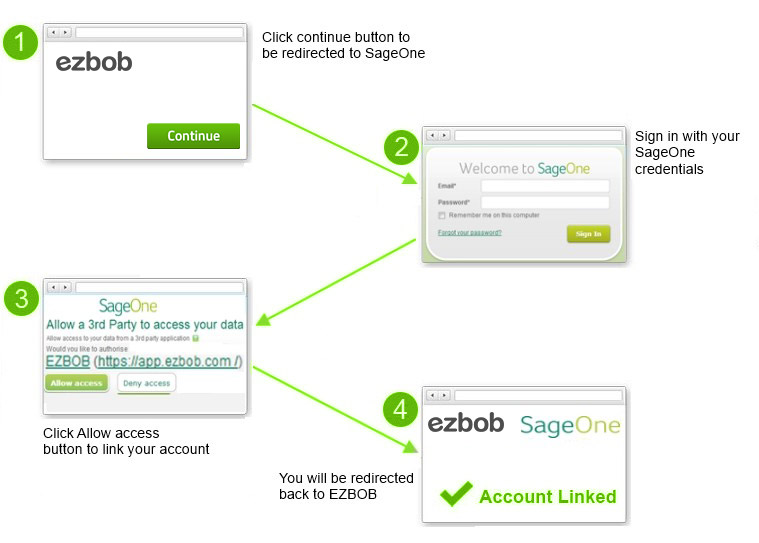 1
ezbob
Continue
Click continue button to
be redirected to SageOne
2
Welcome to SageOne
Email*
Password*
Remember me on this computer
Forgot your password?
Sign In
Sign in with your
SageOne
credentials
3
SageOne
Allow a 3rd Party to access your data
Allow access to your data from a 3rd party application ?
Would you like to authorise:
EZBOB (https://app.ezbob.com /)
Allow access
Deny access
Click Allow access
button to link your account
4
ezbob SageOne
Account Linked
You will be redirected
back to EZBOB